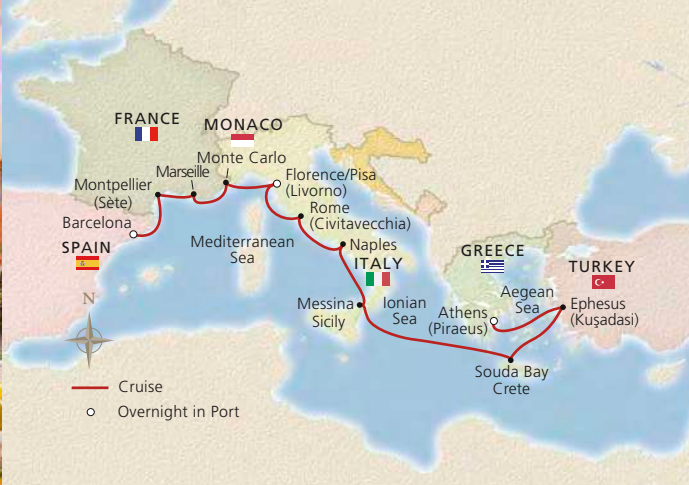 FRANCE
MONACO
Monte Carlo
Marseille
Montpellier
(Sète)
Florence/Pisa
(Livorno)
Rome
(Civitavecchia)
Barcelona
SPAIN
Mediterranean
Sea
Naples
ITALY
GREECE
TURKEY
Messina
Sicily
Ionian
Sea
Aegean
Sea
Athens
(Piraeus)
Ephesus
(Kuşadasi)
Souda Bay
Crete
N
Cruise
Overnight in Port